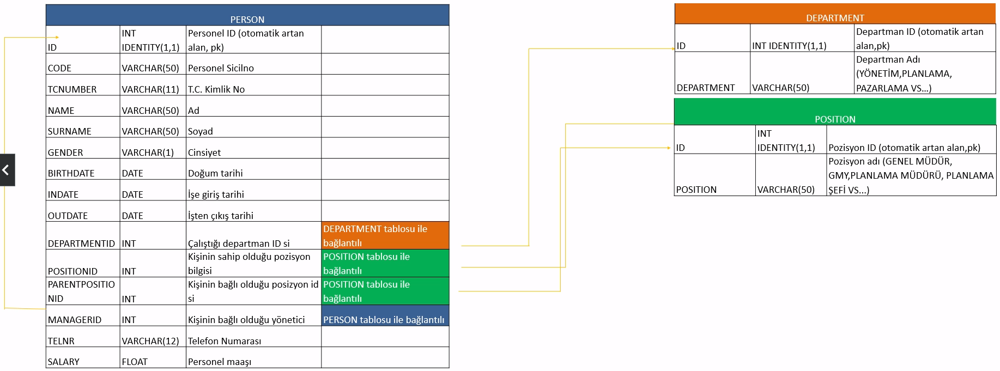 PERSON
ID
INT
IDENTITY(1,1)
Personel ID (otomatik artan
alan, pk)
CODE VARCHAR(50) Personel Sicilno
TCNUMBER VARCHAR(11) T.C. Kimlik No
NAME VARCHAR(50) Ad
SURNAME VARCHAR(50) Soyad
GENDER VARCHAR(1) Cinsiyet
BIRTHDATE DATE Doğum tarihi
INDATE DATE İşe giriş tarihi
OUTDATE DATE İşten çıkış tarihi
DEPARTMENTID INT Çalıştığı departman ID si
DEPARTMENT tablosu ile
bağlantılı
POSITIONID INT
Kişinin sahip olduğu pozisyon
bilgisi
POSITION tablosu ile
bağlantılı
PARENTPOSITIO
NID
INT
Kişinin bağlı olduğu posizyon id
si
POSITION tablosu ile
bağlantılı
MANAGERID INT Kişinin bağlı olduğu yönetici PERSON tablosu ile bağlantılı
TELNR VARCHAR(12) Telefon Numarası
SALARY FLOAT Personel maaşı
DEPARTMENT
ID INT IDENTITY(1,1)
Departman ID (otomatik artan
alan,pk)
DEPARTMENT VARCHAR(50)
Departman Adı
(YÖNETİM,PLANLAMA,
PAZARLAMA VS...)
POSITION
ID
INT
IDENTITY(1,1)
Pozisyon ID (otomatik artan alan,pk)
POSITION VARCHAR(50)
Pozisyon adı (GENEL MÜDÜR,
GMY,PLANLAMA MÜDÜRÜ, PLANLAMA
ŞEFİ VS...)